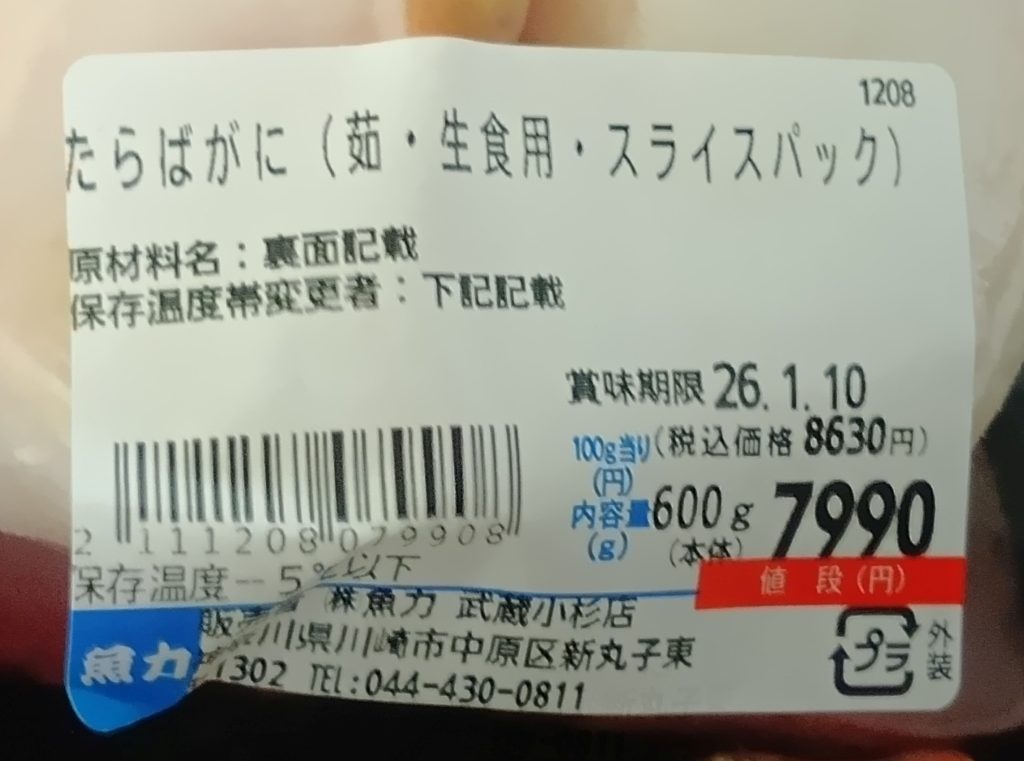 1208
たらばがに（茹・生食用・スライスパック）
原材料名：裏面記載
保存温度帯変更者：下記記載
賞味期限 26.1.10
100g当り(円)
(税込価格 8630円)
内容量(g) 600g
7990
(本体)
値段(円)
2 111208 079908
保存温度－5℃以下
販 ㈱魚力 武蔵小杉店
川県川崎市中原区新丸子東
1302 TEL:044-430-0811
魚力
プラ
外装